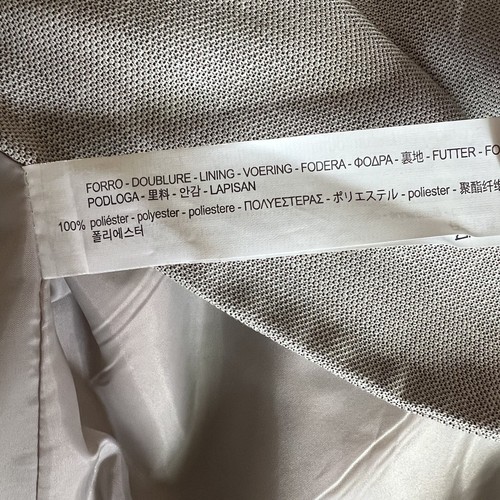 FORRO - DOUBLURE - LINING - VOERING - FODERA - ΦΟΔΡΑ - 裏地 - FUTTER - FO
PODLOGA - 里料 - 안감 - LAPISAN
100% poliéster - polyester - poliestere - ΠΟΛΥΕΣΤΕΡΑΣ - ポリエステル - poliester - 聚酯纤维
폴리에스터